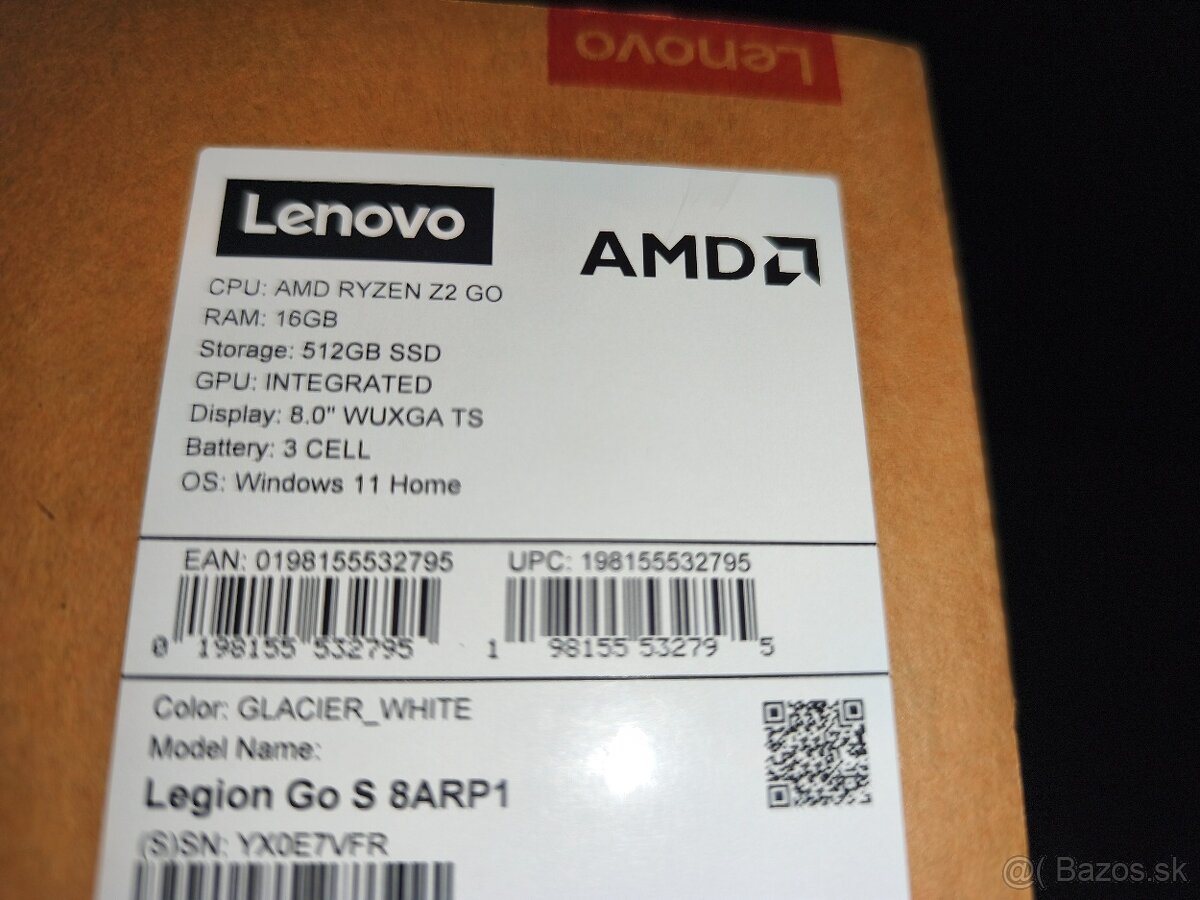 Lenovo
Lenovo
AMD
CPU: AMD RYZEN Z2 GO
RAM: 16GB
Storage: 512GB SSD
GPU: INTEGRATED
Display: 8.0" WUXGA TS
Battery: 3 CELL
OS: Windows 11 Home
EAN: 0198155532795 UPC: 198155532795
0 198155 532795 1 98155 53279 5
Color: GLACIER_WHITE
Model Name:
Legion Go S 8ARP1
(S)SN: YX0E7VFR
@( Bazos.sk